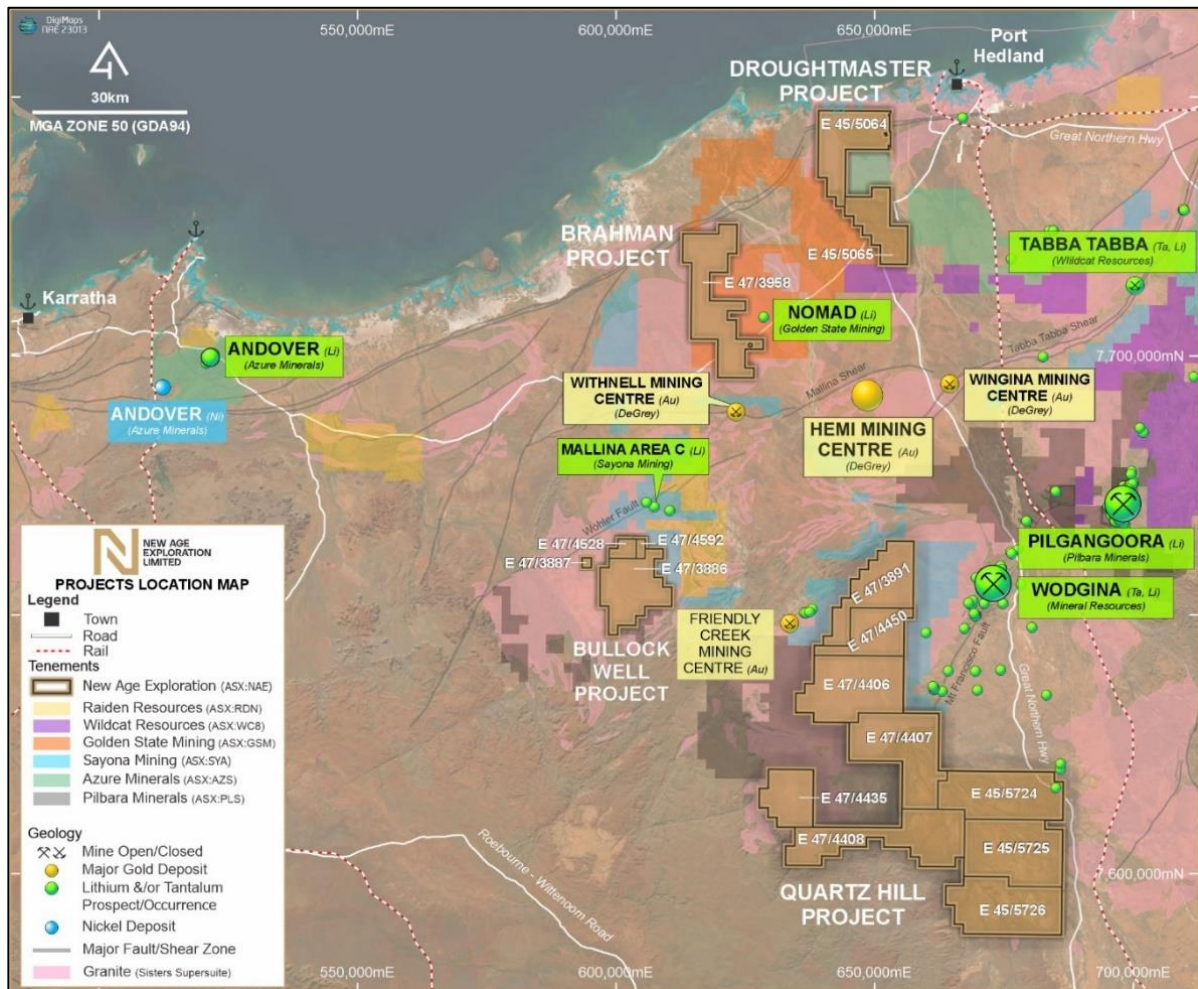 DigiMaps
NAE 23013
30km
MGA ZONE 50 (GDA94)
550,000mE
600,000mE
650,000mE
Port
Hedland
DROUGHTMASTER
PROJECT
E 45/5064
Great Northern Hwy
BRAHMAN
PROJECT
E 45/5065
E 47/3958
TABBA TABBA (Ta, Li)
(Wildcat Resources)
Karratha
NOMAD (Li)
(Golden State Mining)
Tabba Tabba Shear
ANDOVER (Li)
(Azure Minerals)
7,700,000mN
Mallina Shear
ANDOVER (Ni)
(Azure Minerals)
WITHNELL MINING
CENTRE (Au)
(DeGrey)
WINGINA MINING
CENTRE (Au)
(DeGrey)
HEMI MINING
CENTRE (Au)
(DeGrey)
MALLINA AREA C (Li)
(Sayona Mining)
Wohler Fault
E 47/4528
E 47/4592
E 47/3887
E 47/3886
PILGANGOORA (Li)
(Pilbara Minerals)
E 47/3891
WODGINA (Ta, Li)
(Mineral Resources)
E 47/4450
FRIENDLY
CREEK
MINING
CENTRE (Au)
BULLOCK
WELL
PROJECT
Mt Francisco Fault
Great Northern Hwy
E 47/4406
E 47/4407
E 47/4435
E 45/5724
E 47/4408
E 45/5725
Roebourne - Wittenoom Road
7,600,000mN
QUARTZ HILL
PROJECT
E 45/5726
550,000mE
600,000mE
650,000mE
700,000mE
N
NEW AGE
EXPLORATION
LIMITED
PROJECTS LOCATION MAP
Legend
Town
Road
Rail
Tenements
New Age Exploration (ASX:NAE)
Raiden Resources (ASX:RDN)
Wildcat Resources (ASX:WC8)
Golden State Mining (ASX:GSM)
Sayona Mining (ASX:SYA)
Azure Minerals (ASX:AZS)
Pilbara Minerals (ASX:PLS)
Geology
Mine Open/Closed
Major Gold Deposit
Lithium &/or Tantalum
Prospect/Occurrence
Nickel Deposit
Major Fault/Shear Zone
Granite (Sisters Supersuite)